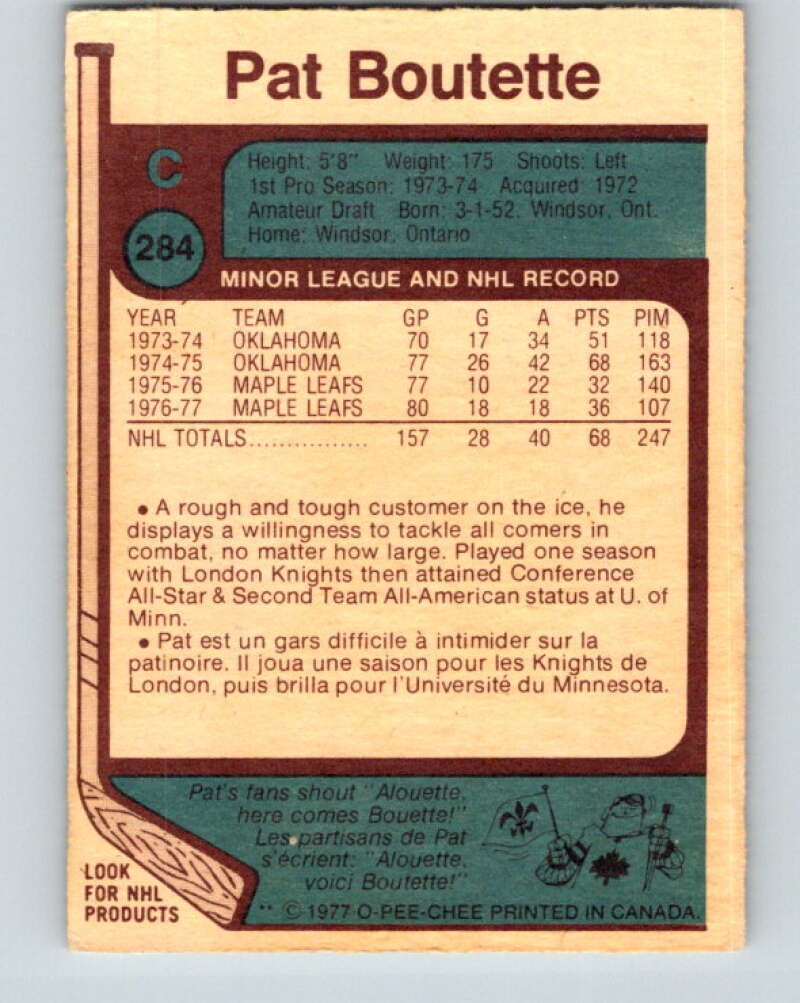 Pat Boutette
C
Height: 5'8" Weight: 175 Shoots: Left
1st Pro Season: 1973-74 Acquired 1972
Amateur Draft Born: 3-1-52. Windsor, Ont.
Home: Windsor, Ontario
284
MINOR LEAGUE AND NHL RECORD
YEAR TEAM GP G A PTS PIM
1973-74 OKLAHOMA 70 17 34 51 118
1974-75 OKLAHOMA 77 26 42 68 163
1975-76 MAPLE LEAFS 77 10 22 32 140
1976-77 MAPLE LEAFS 80 18 18 36 107
NHL TOTALS................ 157 28 40 68 247
• A rough and tough customer on the ice, he
displays a willingness to tackle all comers in
combat, no matter how large. Played one season
with London Knights then attained Conference
All-Star & Second Team All-American status at U. of
Minn.
• Pat est un gars difficile à intimider sur la
patinoire. Il joua une saison pour les Knights de
London, puis brilla pour l'Université du Minnesota.
Pat's fans shout "Alouette,
here comes Bouette!"
Les partisans de Pat
s'écrient: "Alouette,
voici Boutette!"
LOOK
FOR NHL
PRODUCTS
** © 1977 O-PEE-CHEE PRINTED IN CANADA.